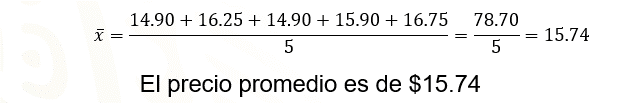 x̄ = (14.90 + 16.25 + 14.90 + 15.90 + 16.75) / 5 = 78.70 / 5 = 15.74
El precio promedio es de $15.74